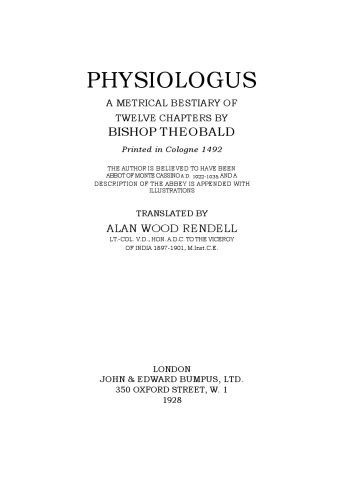 PHYSIOLOGUS
A METRICAL BESTIARY OF
TWELVE CHAPTERS BY
BISHOP THEOBALD
Printed in Cologne 1492
THE AUTHOR IS BELIEVED TO HAVE BEEN
ABBOT OF MONTE CASSINO A.D. 1022-1035 AND A
DESCRIPTION OF THE ABBEY IS APPENDED WITH
ILLUSTRATIONS
TRANSLATED BY
ALAN WOOD RENDELL
LT.-COL. V.D., HON. A.D.C. TO THE VICEROY
OF INDIA 1897-1901, M.Inst.C.E.
LONDON
JOHN & EDWARD BUMPUS, LTD.
350 OXFORD STREET, W. 1
1928